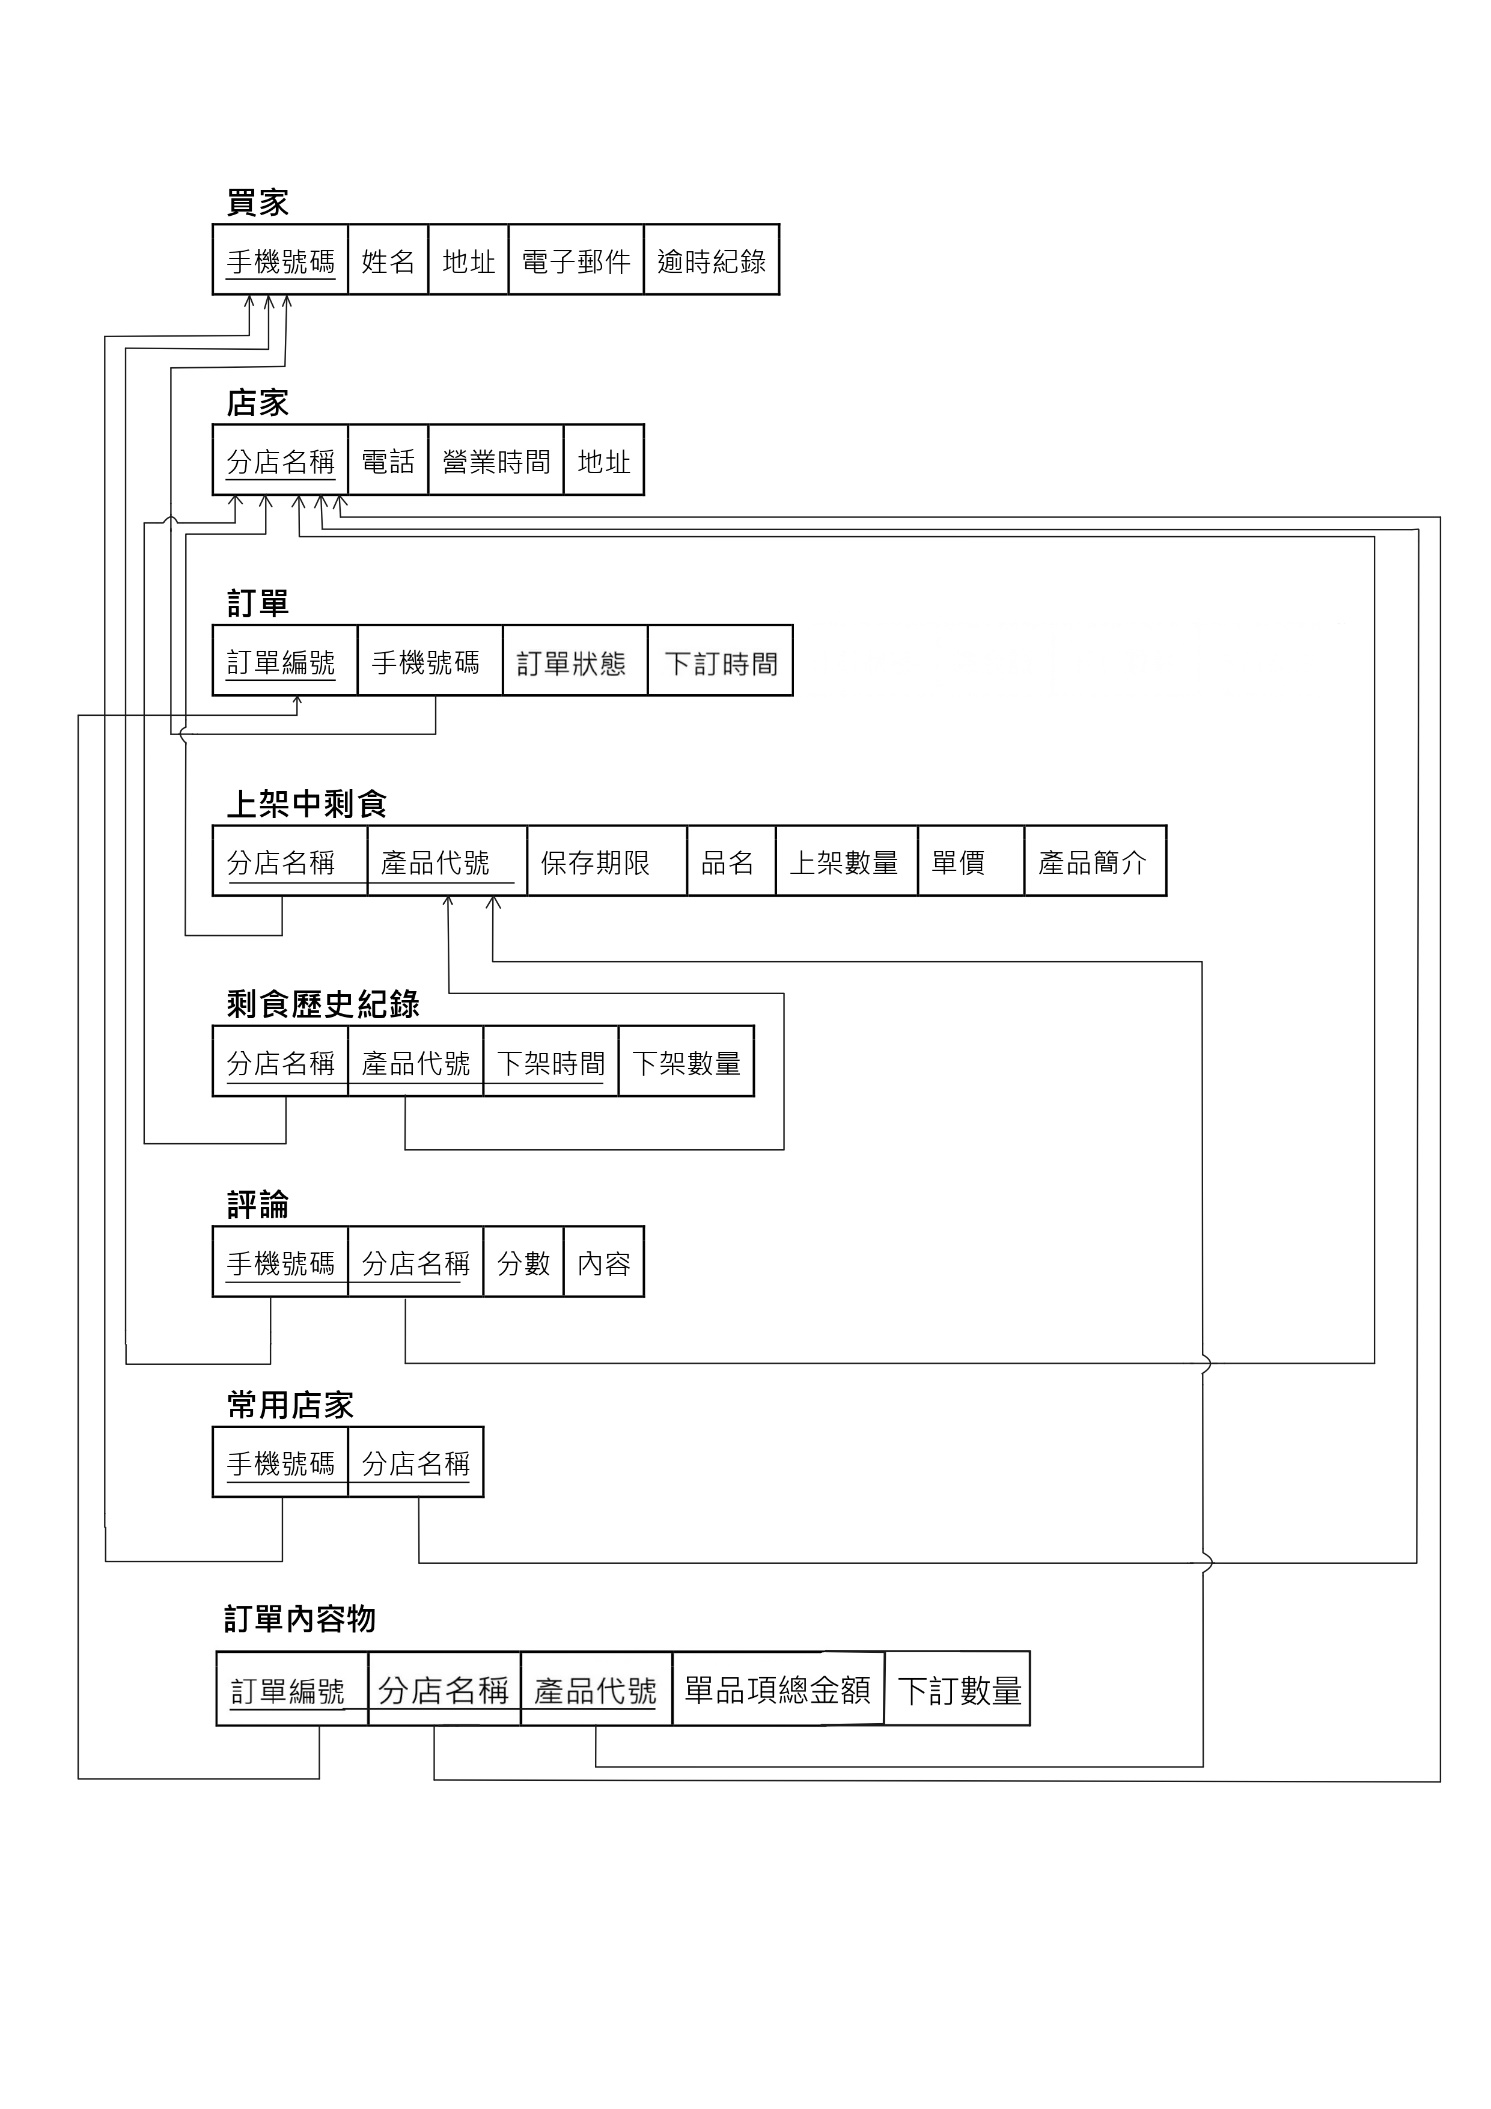 買家
手機號碼 姓名 地址 電子郵件 逾時紀錄
店家
分店名稱 電話 營業時間 地址
訂單
訂單編號 手機號碼 訂單狀態 下訂時間
上架中剩食
分店名稱 產品代號 保存期限 品名 上架數量 單價 產品簡介
剩食歷史紀錄
分店名稱 產品代號 下架時間 下架數量
評論
手機號碼 分店名稱 分數 內容
常用店家
手機號碼 分店名稱
訂單內容物
訂單編號 分店名稱 產品代號 單品項總金額 下訂數量